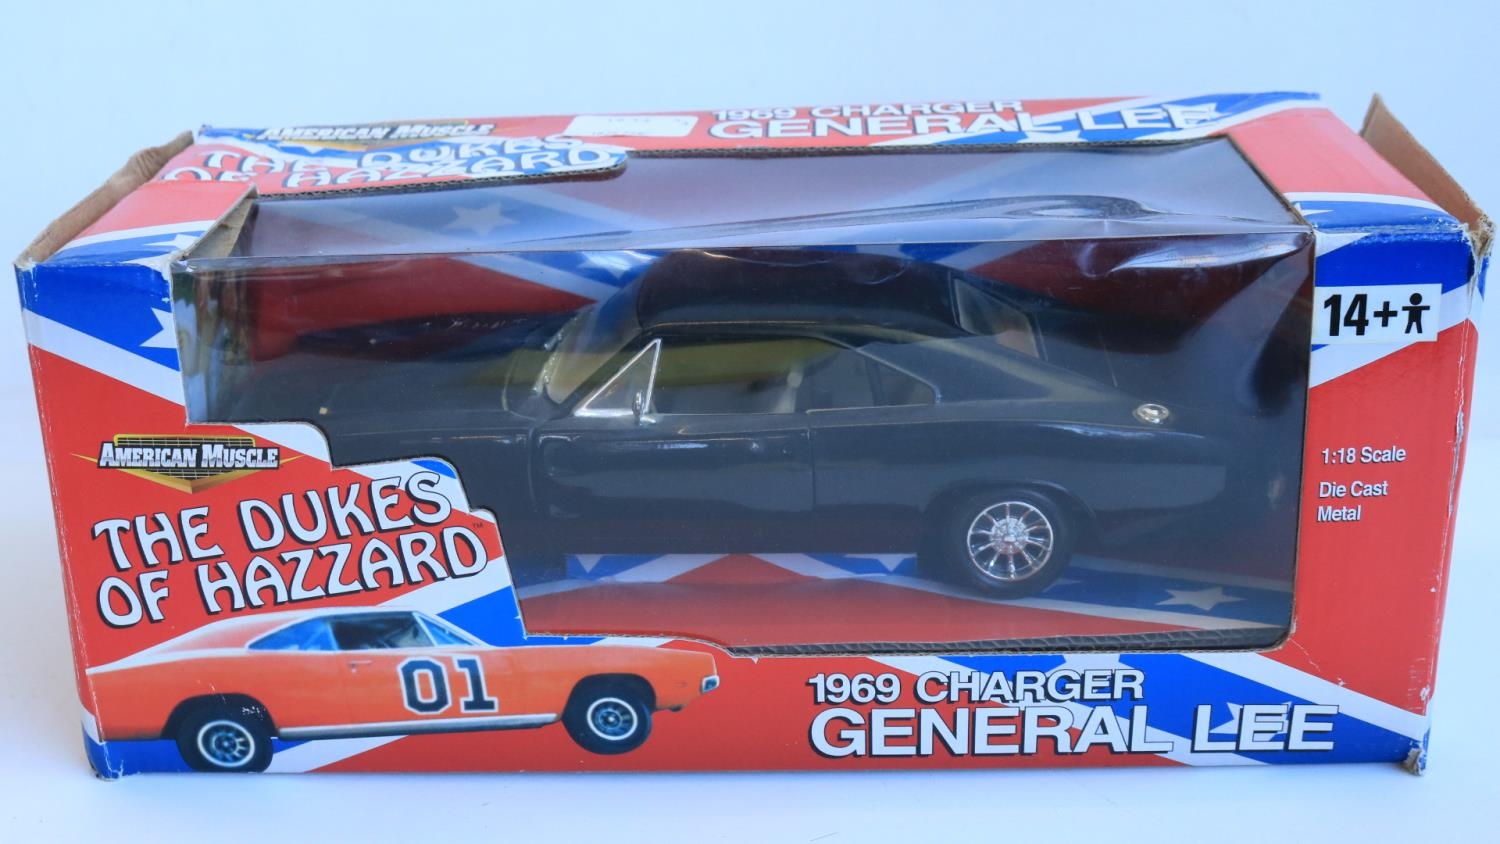 AMERICAN MUSCLE
THE DUKES
OF HAZZARD
1969 CHARGER
GENERAL LEE
14+
1:18 Scale
Die Cast
Metal
AMERICAN MUSCLE
THE DUKES
OF HAZZARD™
01
1969 CHARGER
GENERAL LEE